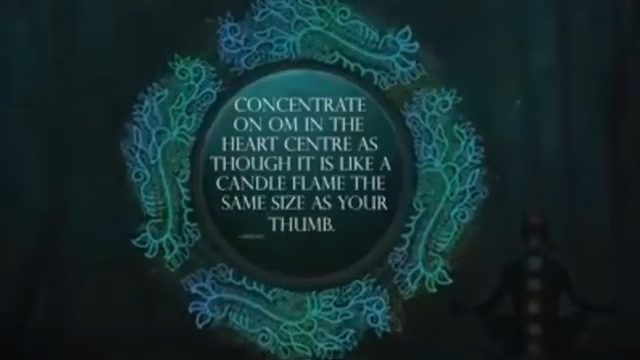 CONCENTRATE
ON OM IN THE
HEART CENTRE AS
THOUGH IT IS LIKE A
CANDLE FLAME THE
SAME SIZE AS YOUR
THUMB.